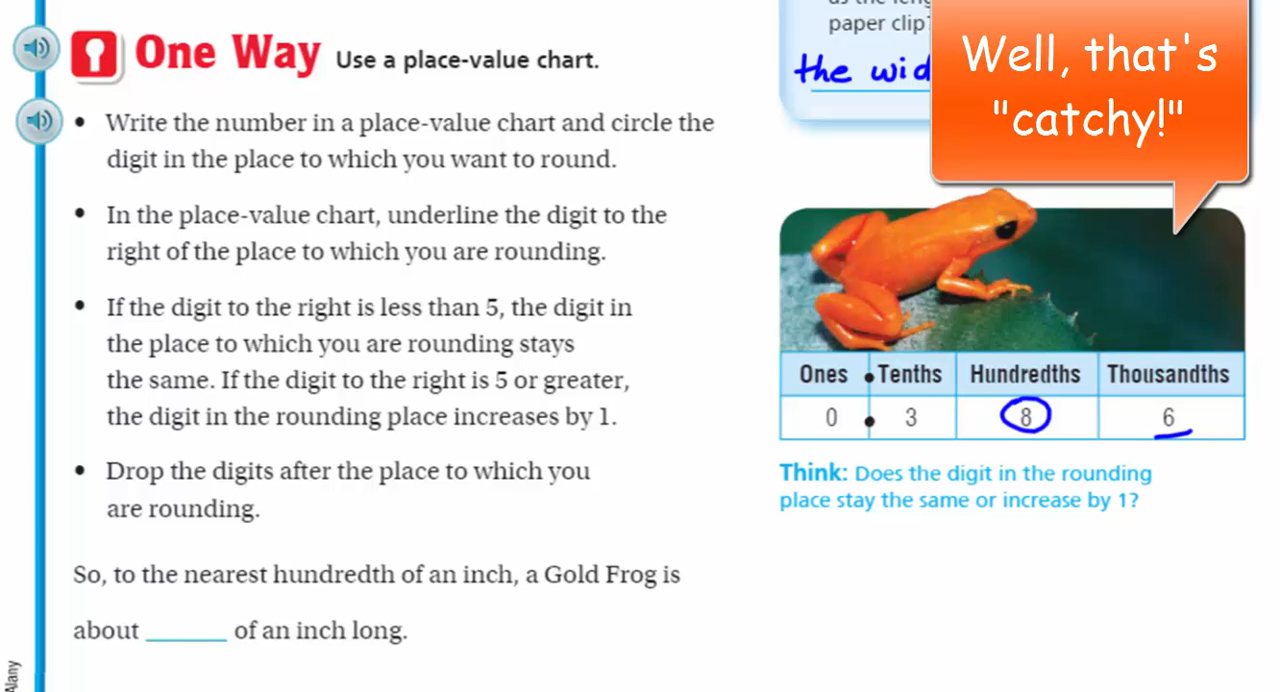 One Way Use a place-value chart.
• Write the number in a place-value chart and circle the
digit in the place to which you want to round.
• In the place-value chart, underline the digit to the
right of the place to which you are rounding.
• If the digit to the right is less than 5, the digit in
the place to which you are rounding stays
the same. If the digit to the right is 5 or greater,
the digit in the rounding place increases by 1.
• Drop the digits after the place to which you
are rounding.
So, to the nearest hundredth of an inch, a Gold Frog is
about ______ of an inch long.
paper clip?
the wid
Well, that's
"catchy!"
Ones . Tenths Hundredths Thousandths
0 . 3 8 6
Think: Does the digit in the rounding
place stay the same or increase by 1?
Alany